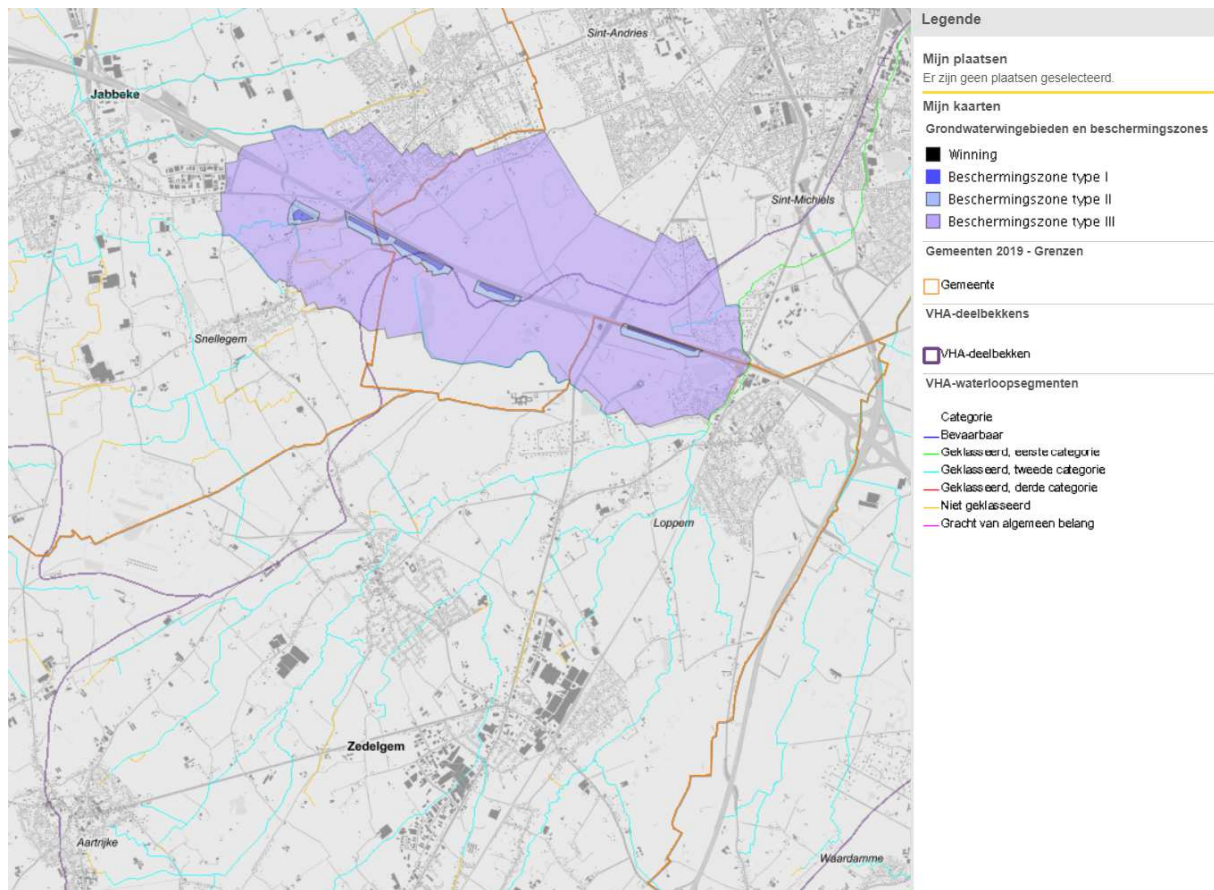 Sint-Andries
Jabbeke
Sint-Michiels
Snellegem
Loppem
Zedelgem
Aartrijke
Waardamme
Legende
Mijn plaatsen
Er zijn geen plaatsen geselecteerd.
Mijn kaarten
Grondwaterwingebieden en beschermingszones
Winning
Beschermingszone type I
Beschermingszone type II
Beschermingszone type III
Gemeenten 2019 - Grenzen
Gemeente
VHA-deelbekkens
VHA-deelbekken
VHA-waterloopsegmenten
Categorie
Bevaarbaar
Geklasseerd, eerste categorie
Geklasseerd, tweede categorie
Geklasseerd, derde categorie
Niet geklasseerd
Gracht van algemeen belang